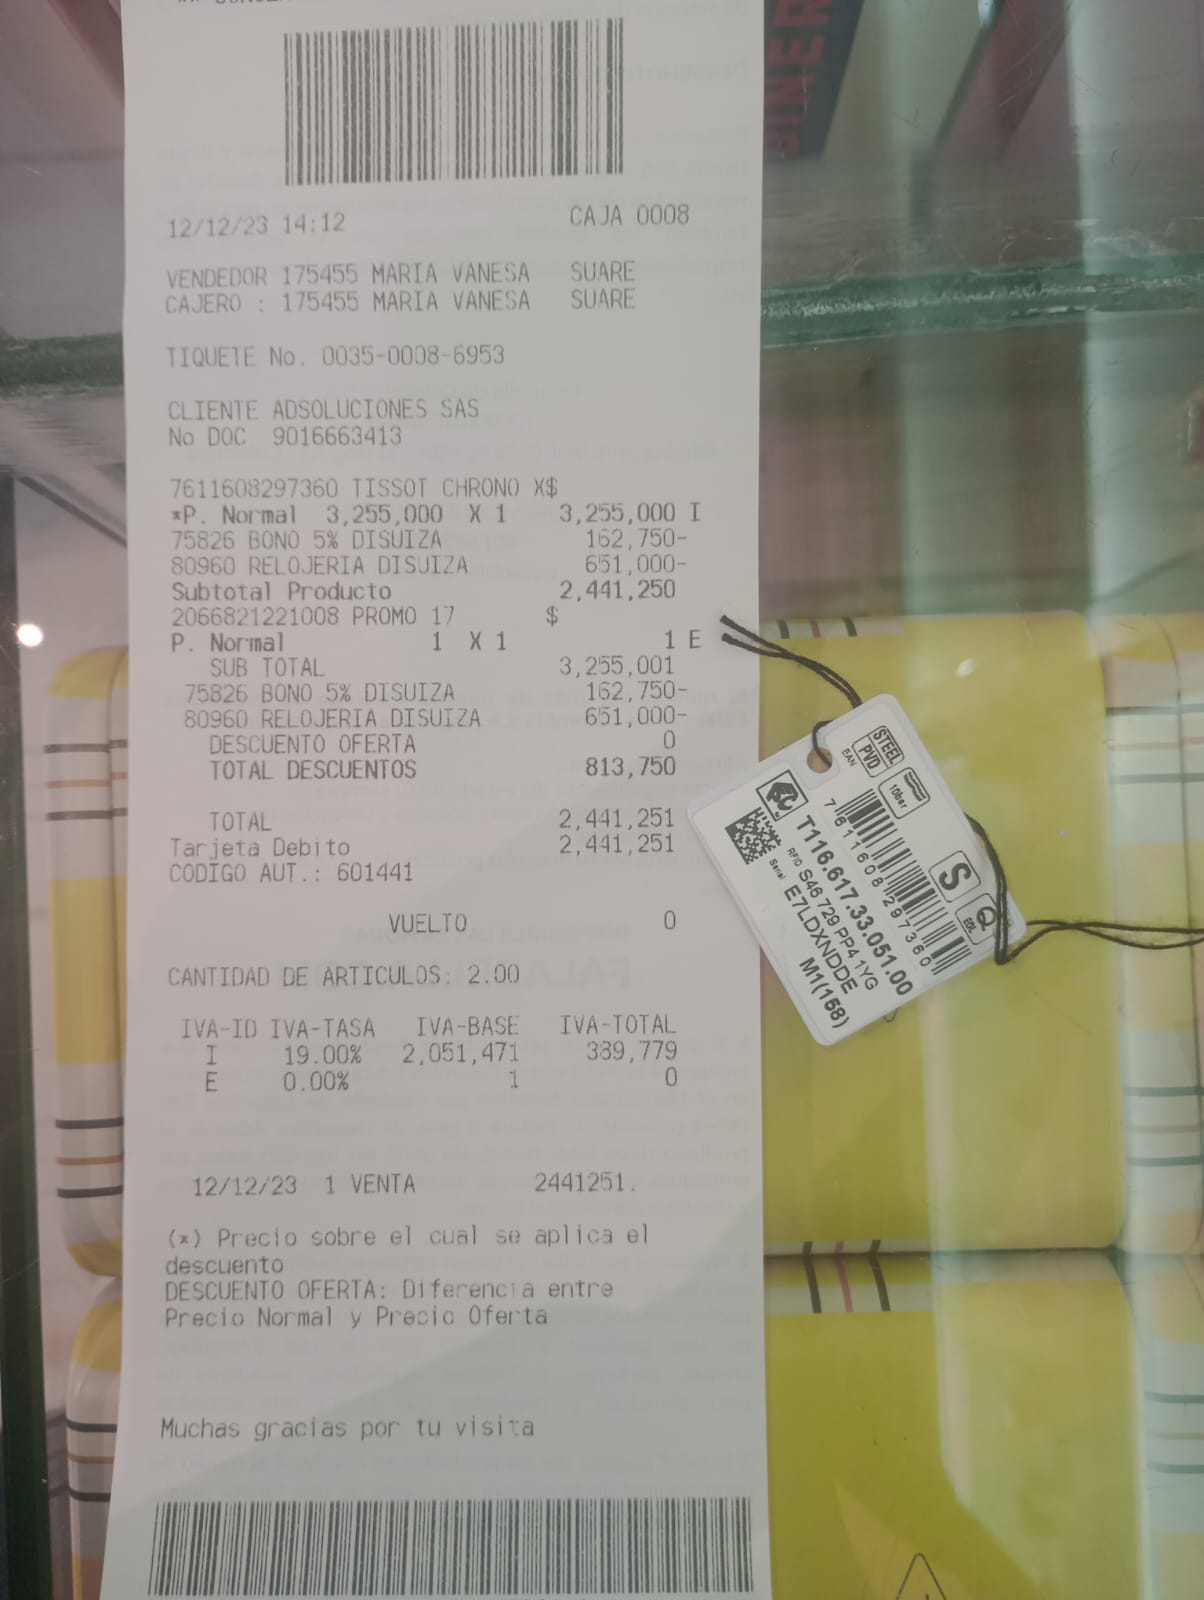 12/12/23 14:12 CAJA 0008
VENDEDOR 175455 MARIA VANESA SUARE
CAJERO : 175455 MARIA VANESA SUARE
TIQUETE No. 0035-0008-6953
CLIENTE ADSOLUCIONES SAS
No DOC 9016663413
7611608297360 TISSOT CHRONO X$
*P. Normal 3,255,000 X 1 3,255,000 I
75826 BONO 5% DISUIZA 162,750-
80960 RELOJERIA DISUIZA 651,000-
Subtotal Producto 2,441,250
2066821221008 PROMO 17 $
P. Normal 1 X 1 1 E
SUB TOTAL 3,255,001
75826 BONO 5% DISUIZA 162,750-
80960 RELOJERIA DISUIZA 651,000-
DESCUENTO OFERTA 0
TOTAL DESCUENTOS 813,750
TOTAL 2,441,251
Tarjeta Debito 2,441,251
CODIGO AUT.: 601441
VUELTO 0
CANTIDAD DE ARTICULOS: 2.00
IVA-ID IVA-TASA IVA-BASE IVA-TOTAL
I 19.00% 2,051,471 389,779
E 0.00% 1 0
12/12/23 1 VENTA 2441251.
(*) Precio sobre el cual se aplica el
descuento
DESCUENTO OFERTA: Diferencia entre
Precio Normal y Precio Oferta
Muchas gracias por tu visita
STEEL
PVD
EAN
10bar
7611608297360
S
Q
EOL
T116.617.33.051.00
RFID S46 729 PP4 1YG
Serial E7LDXNDDE
M1(158)
DINER